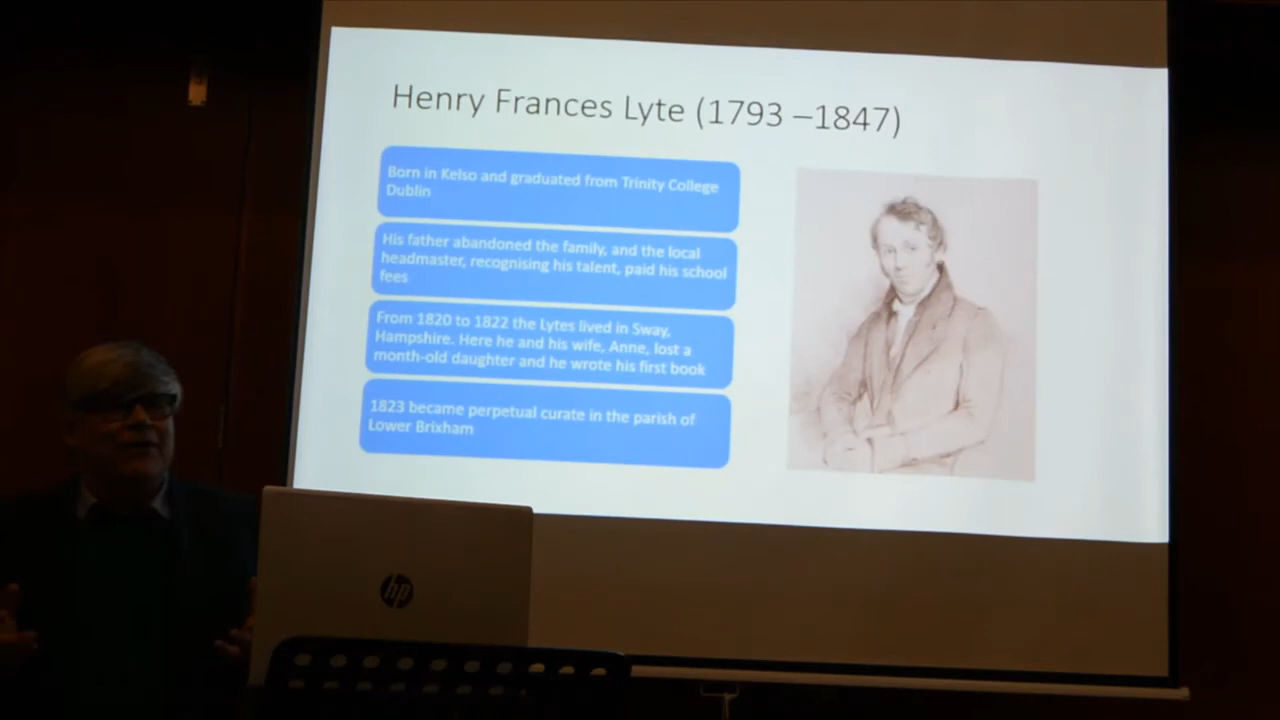 Henry Frances Lyte (1793 –1847)
Born in Kelso and graduated from Trinity College
Dublin
His father abandoned the family, and the local
headmaster, recognising his talent, paid his school
fees
From 1820 to 1822 the Lytes lived in Sway,
Hampshire. Here he and his wife, Anne, lost a
month-old daughter and he wrote his first book
1823 became perpetual curate in the parish of
Lower Brixham
hp